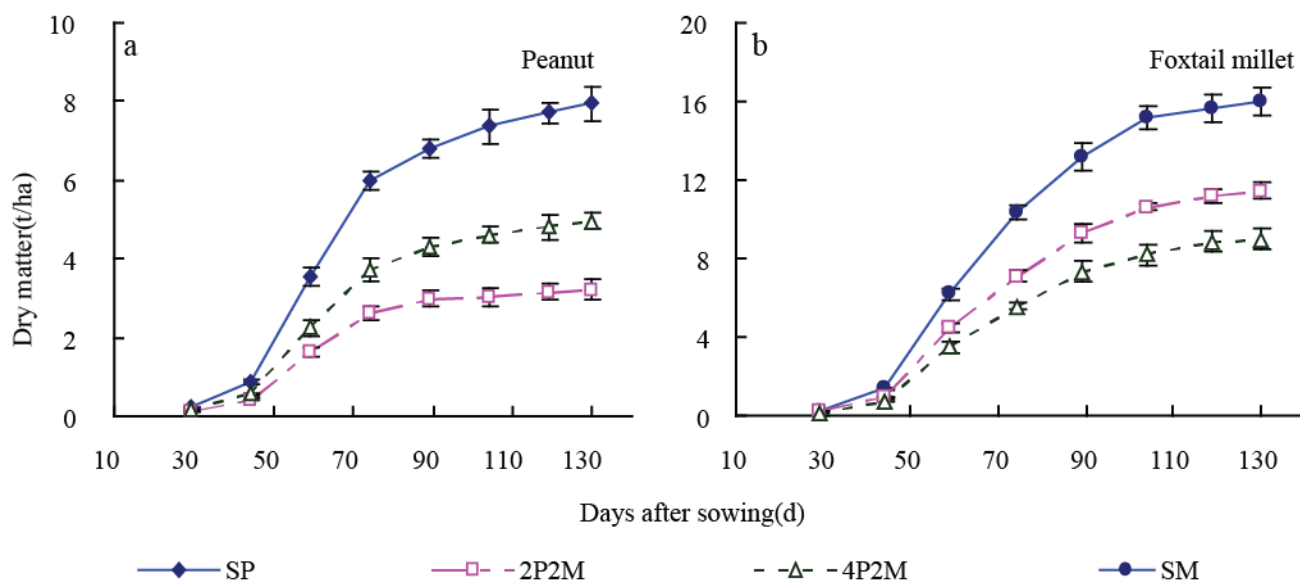 10
8
6
4
2
0
a
Peanut
Dry matter(t/ha)
10 30 50 70 90 110 130
20
16
12
8
4
0
b
Foxtail millet
10 30 50 70 90 110 130
Days after sowing(d)
SP 2P2M 4P2M SM